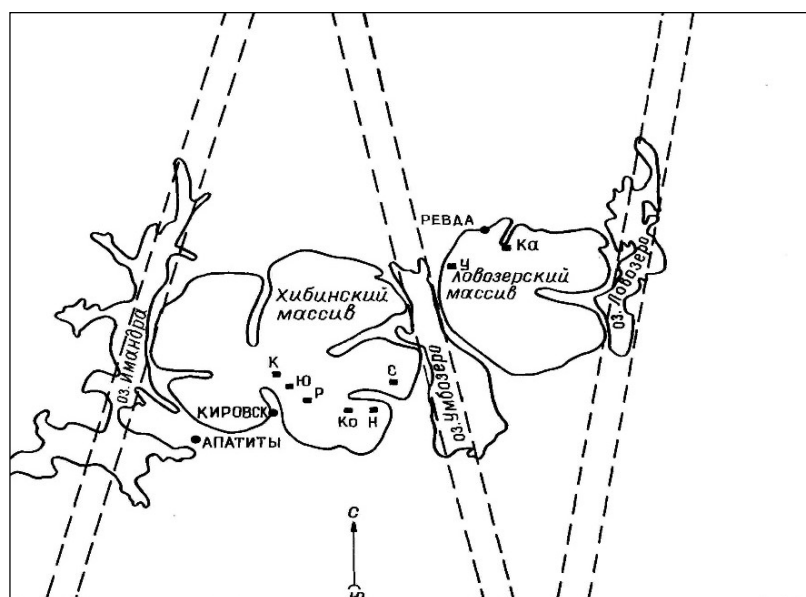 РЕВДА
Ка
У
Ловозерский
массив
оз. Ловозеро
Хибинский
массив
оз. Имандра
К
Ю
Р
Е
КИРОВСК
Ко
Н
оз. Умбозеро
АПАТИТЫ
С
Ю